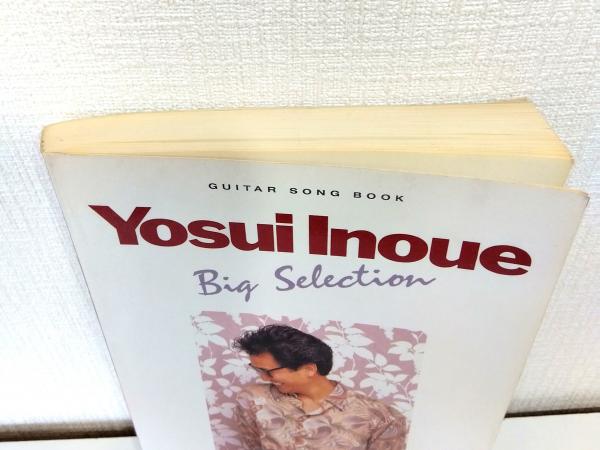 GUITAR SONG BOOK
Yosui Inoue
Big Selection